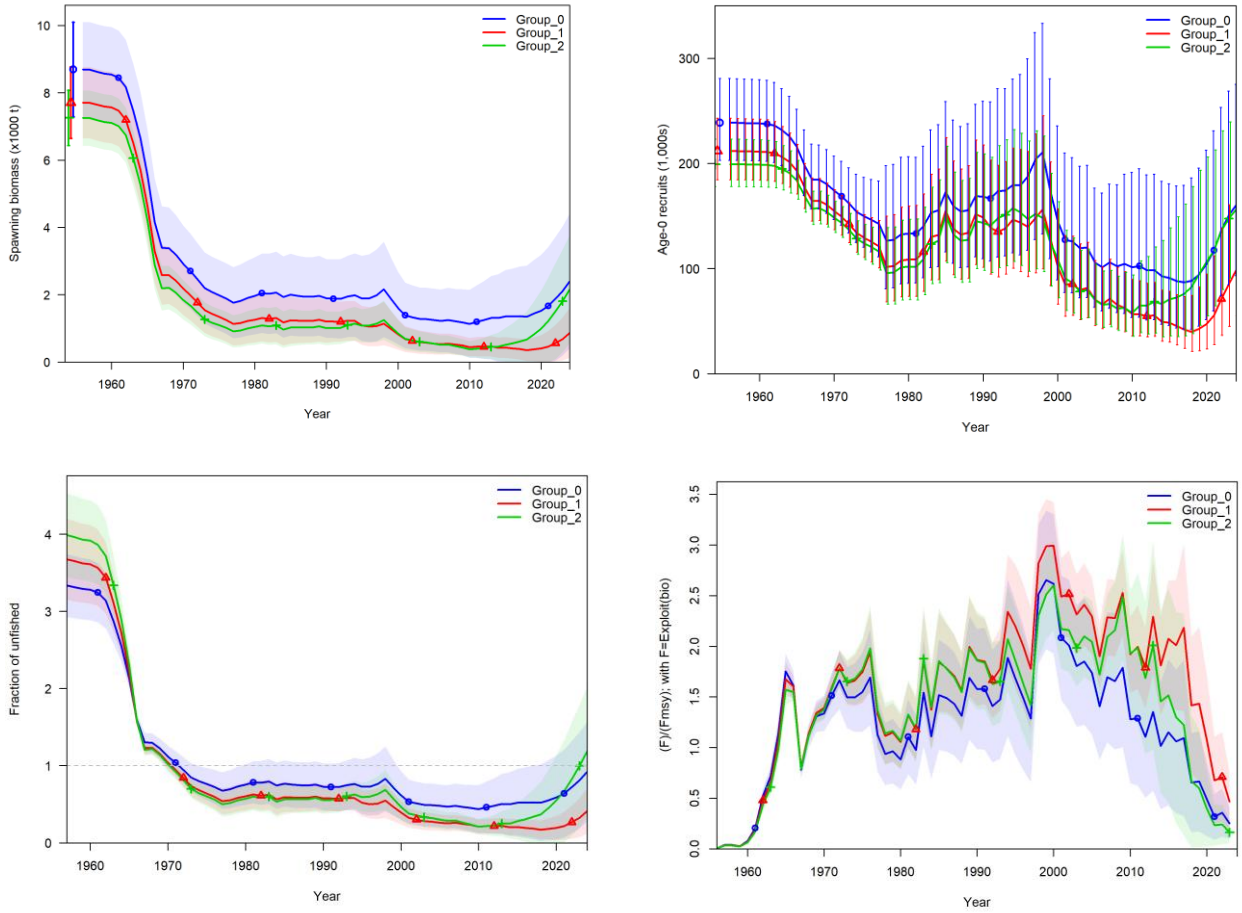 Spawning biomass (x1000 t)
10
8
6
4
2
0
Group_0
Group_1
Group_2
1960 1970 1980 1990 2000 2010 2020
Year
Age-0 recruits (1,000s)
300
200
100
0
Group_0
Group_1
Group_2
1960 1970 1980 1990 2000 2010 2020
Year
Fraction of unfished
4
3
2
1
0
Group_0
Group_1
Group_2
1960 1970 1980 1990 2000 2010 2020
Year
(F)/(Fmsy); with F=Exploit(bio)
3.5
3.0
2.5
2.0
1.5
1.0
0.5
0.0
Group_0
Group_1
Group_2
1960 1970 1980 1990 2000 2010 2020
Year